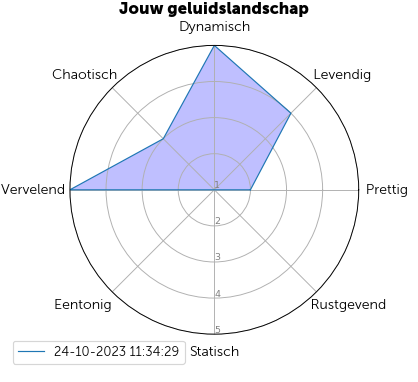 Jouw geluidslandschap
Dynamisch
Chaotisch
Levendig
Vervelend
1
Prettig
2
3
4
Eentonig
Rustgevend
5
24-10-2023 11:34:29
Statisch